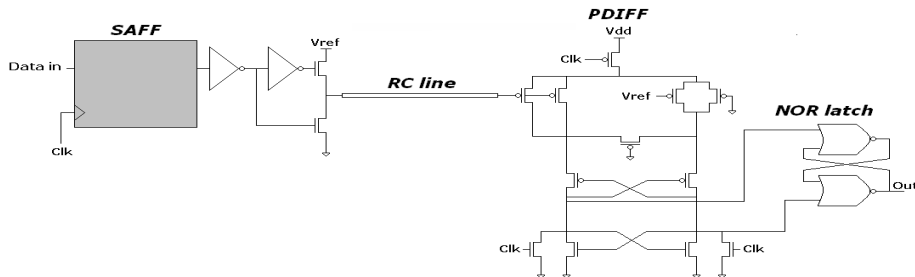 SAFF
Data in
Clk
Vref
RC line
PDIFF
Vdd
Clk
Vref
NOR latch
Out
Clk
Clk